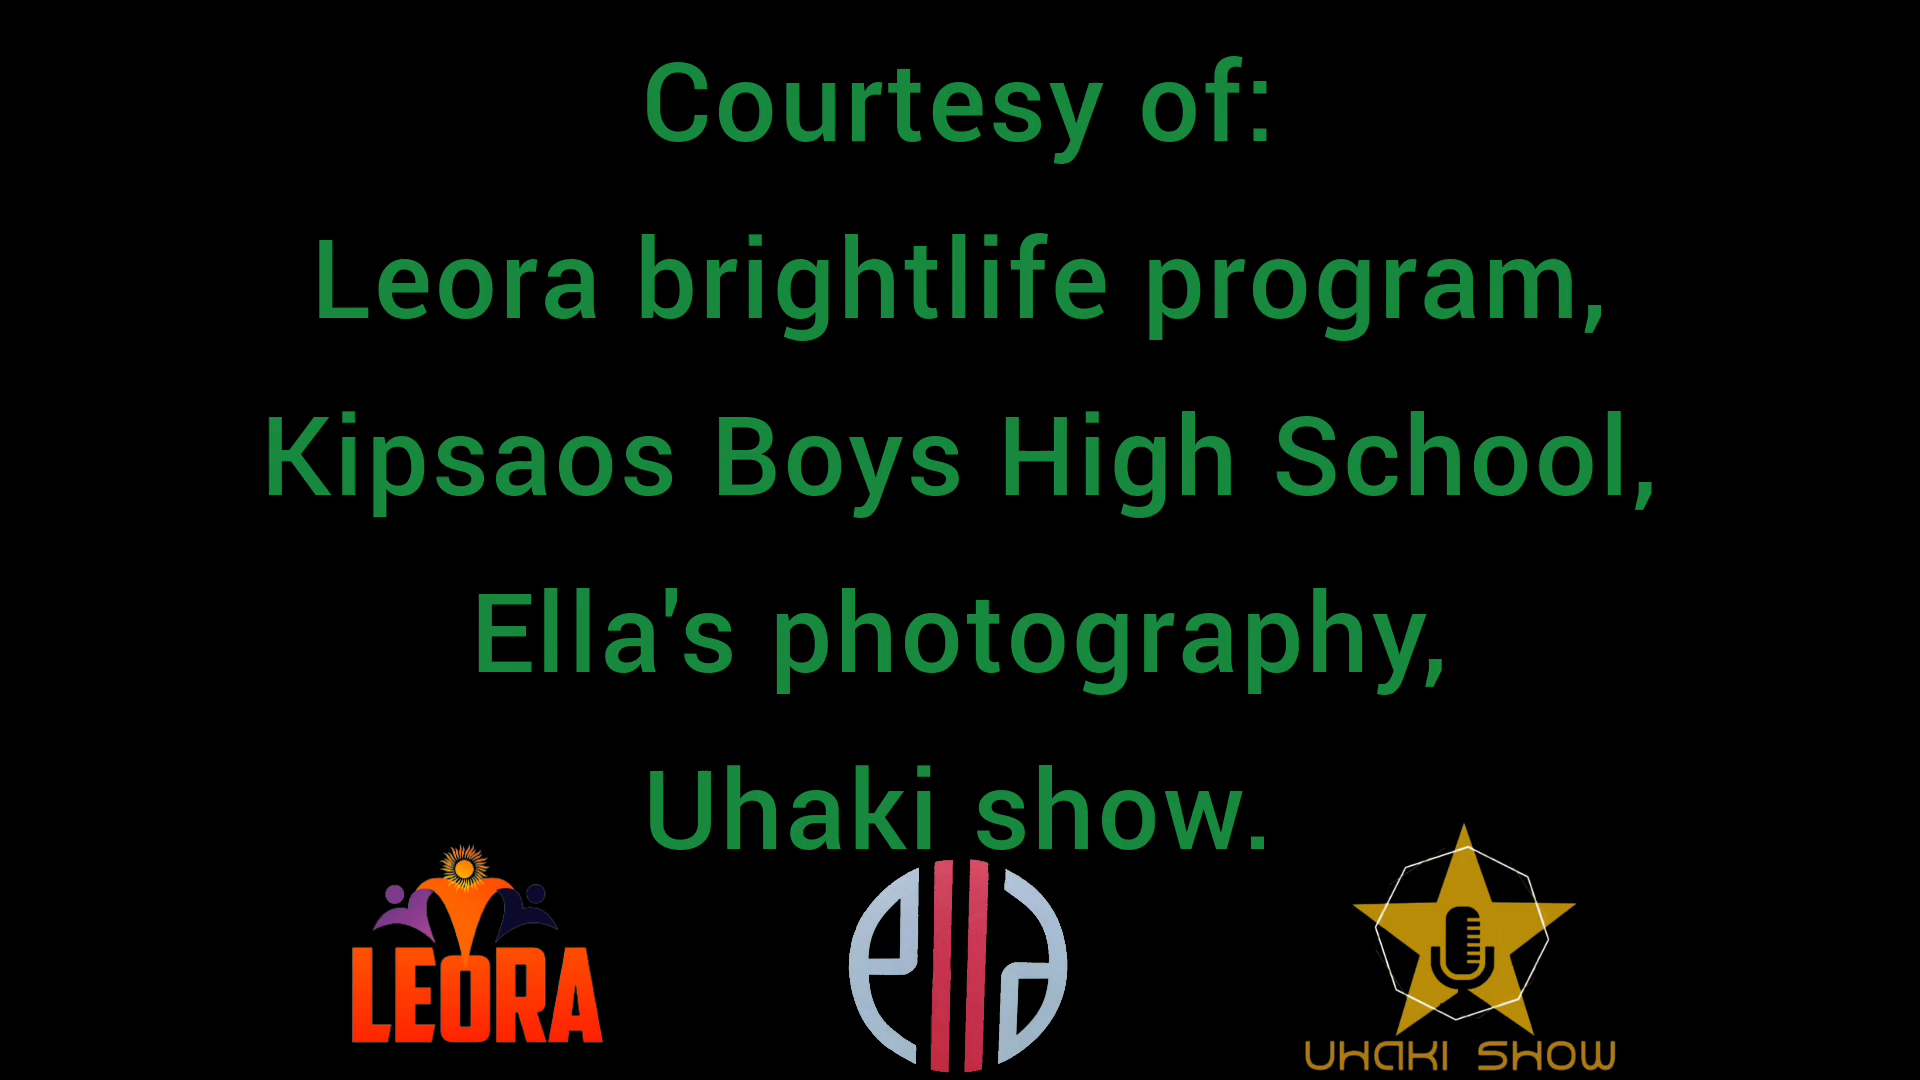 Courtesy of:
Leora brightlife program,
Kipsaos Boys High School,
Ella's photography,
Uhaki show.
LEORA
ella
UHAKI SHOW